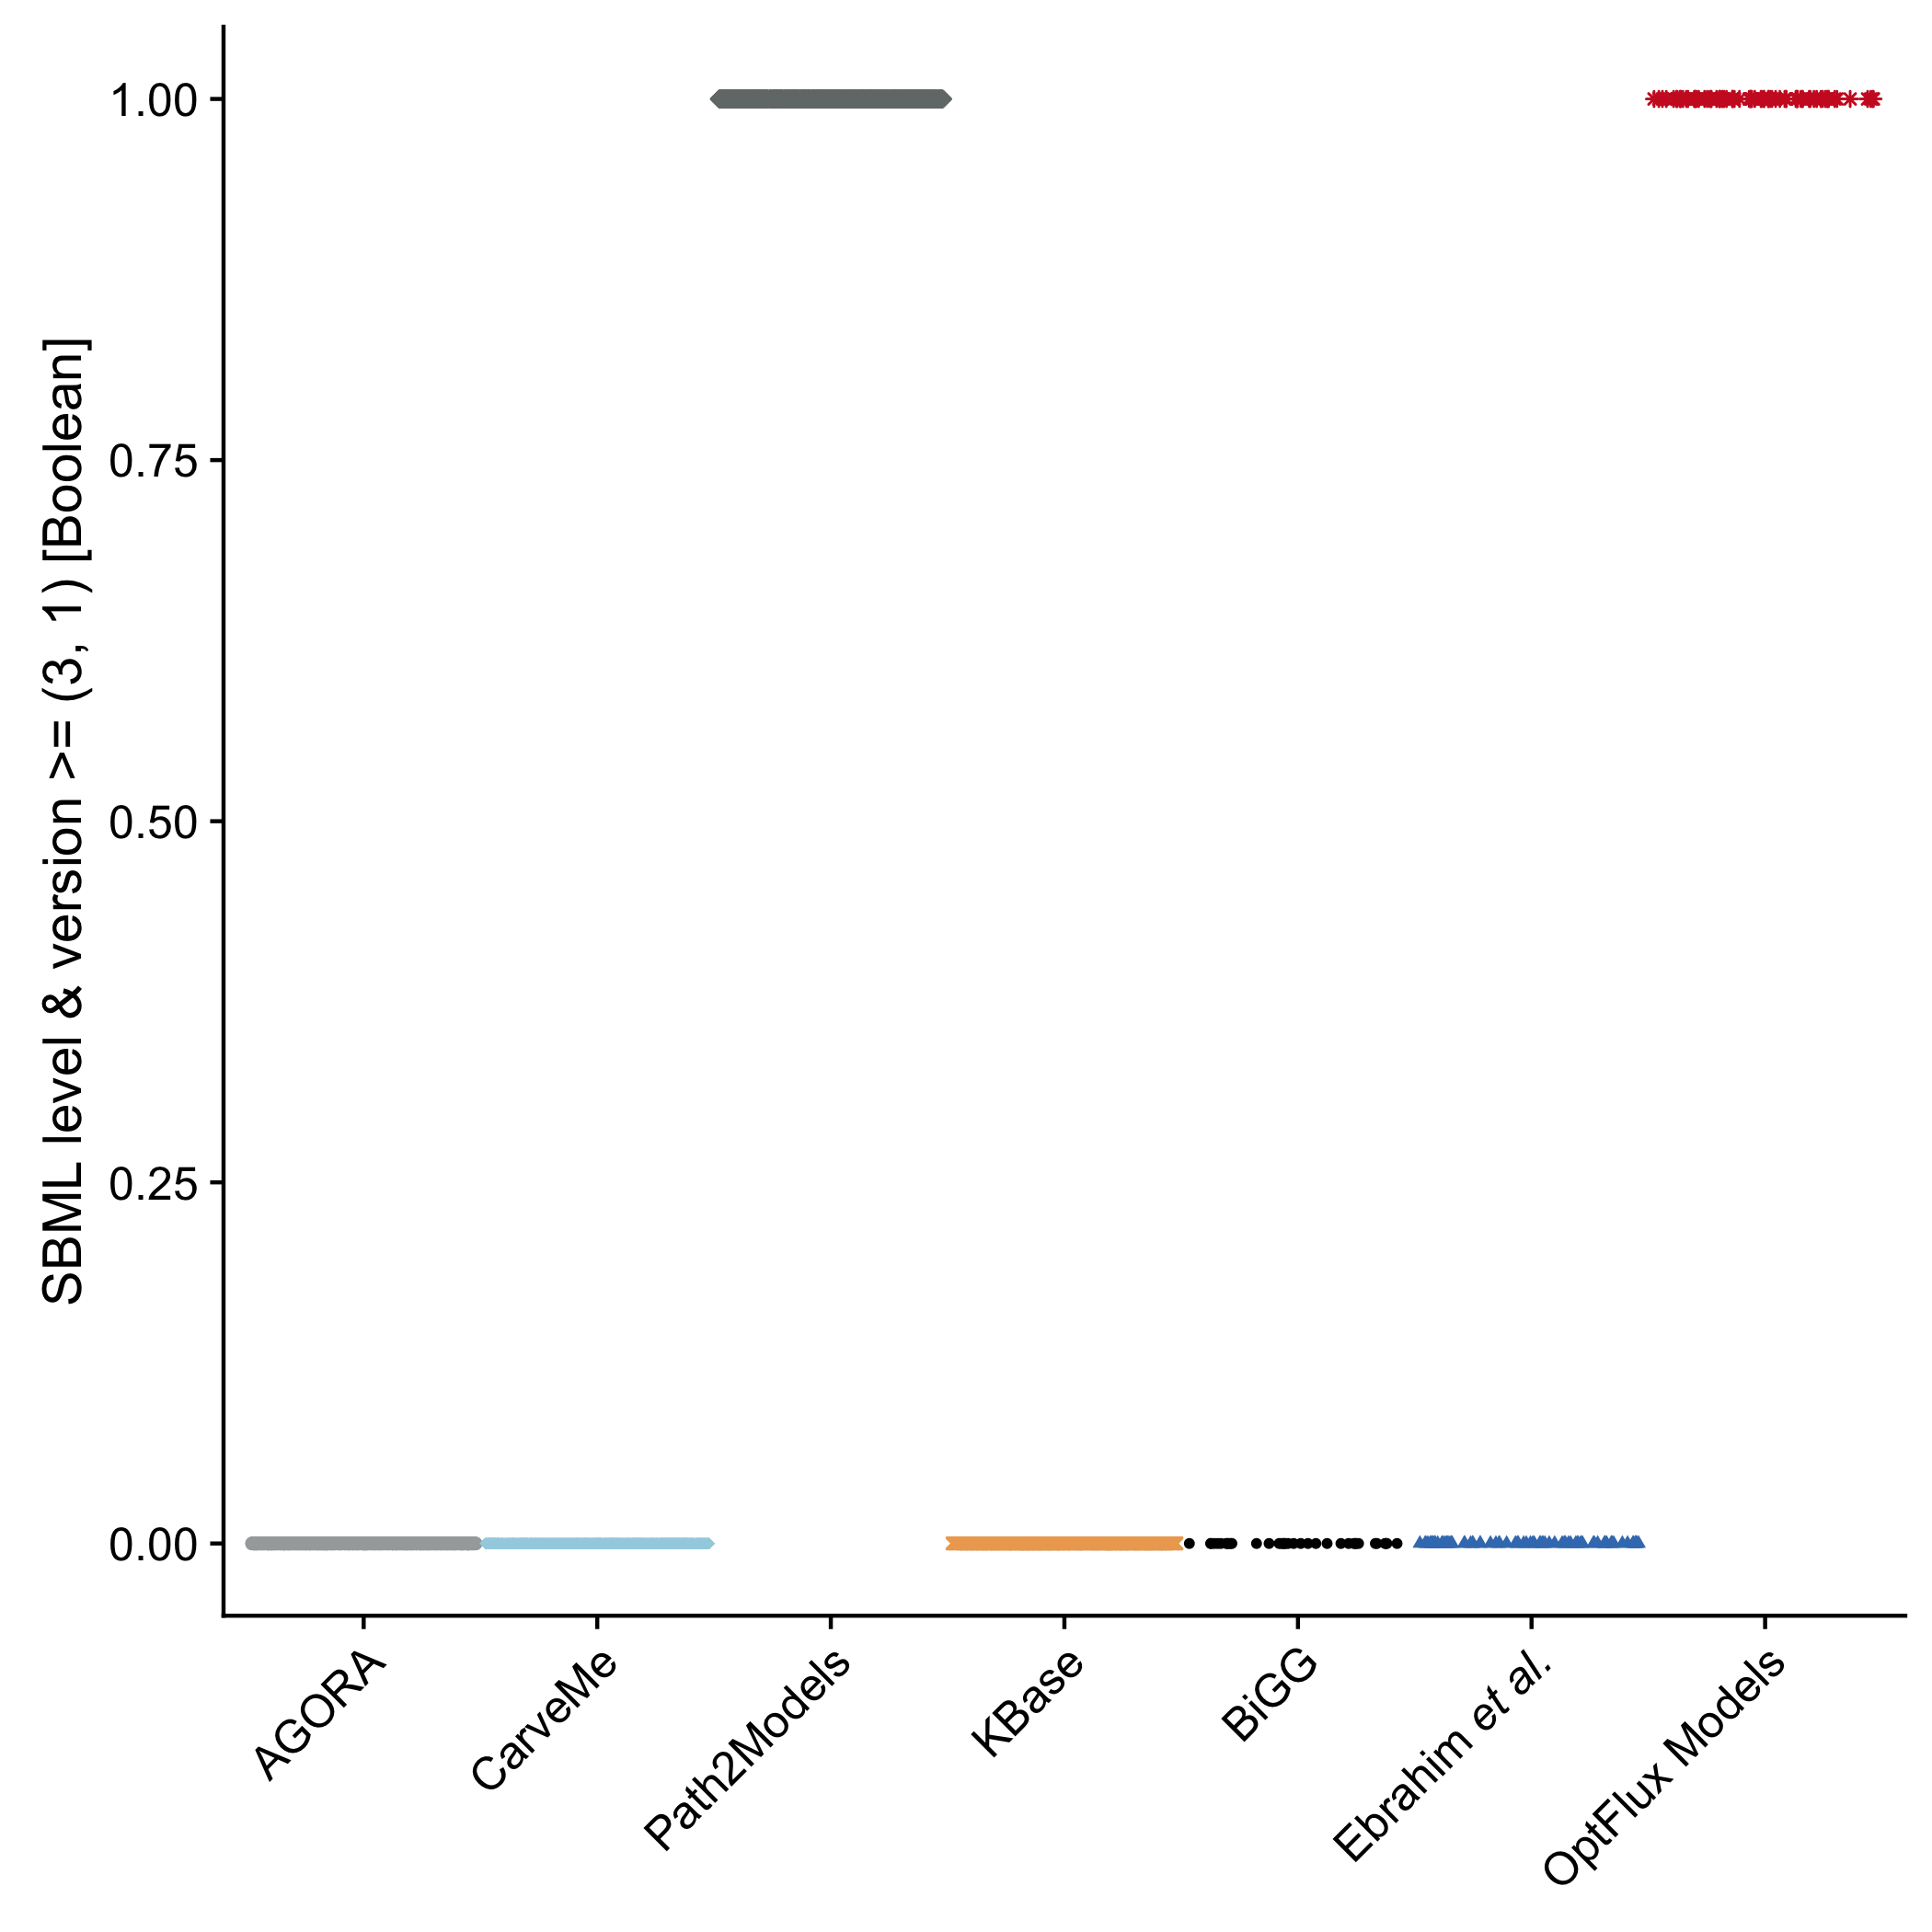 SBML level & version >= (3, 1) [Boolean]
1.00
0.75
0.50
0.25
0.00
AGORA
CarveMe
Path2Models
KBase
BiGG
Ebrahim et al.
OptFlux Models